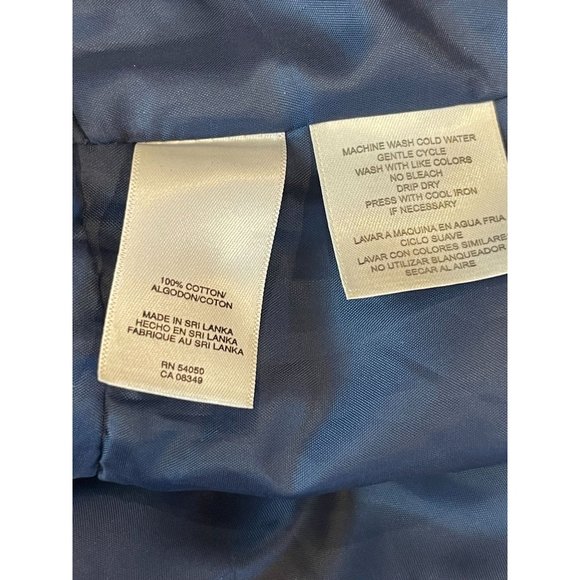 100% COTTON/
ALGODON/COTON
MADE IN SRI LANKA
HECHO EN SRI LANKA
FABRIQUE AU SRI LANKA
RN 54050
CA 08349
MACHINE WASH COLD WATER
GENTLE CYCLE
WASH WITH LIKE COLORS
NO BLEACH
DRIP DRY
PRESS WITH COOL IRON
IF NECESSARY
LAVAR A MAQUINA EN AGUA FRIA
CICLO SUAVE
LAVAR CON COLORES SIMILARES
NO UTILIZAR BLANQUEADOR
SECAR AL AIRE